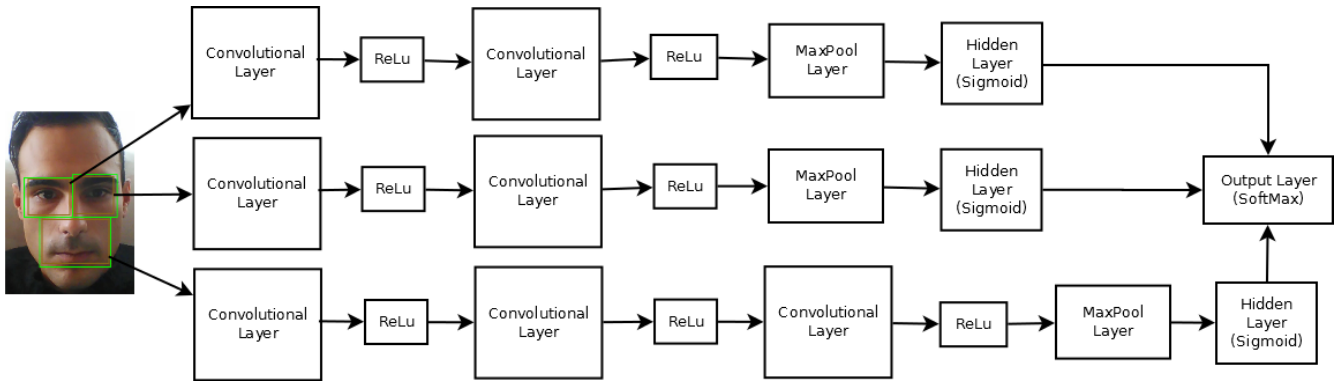 Convolutional
Layer
ReLu
Convolutional
Layer
ReLu
MaxPool
Layer
Hidden
Layer
(Sigmoid)
Convolutional
Layer
ReLu
Convolutional
Layer
ReLu
MaxPool
Layer
Hidden
Layer
(Sigmoid)
Output Layer
(SoftMax)
Convolutional
Layer
ReLu
Convolutional
Layer
ReLu
Convolutional
Layer
ReLu
MaxPool
Layer
Hidden
Layer
(Sigmoid)